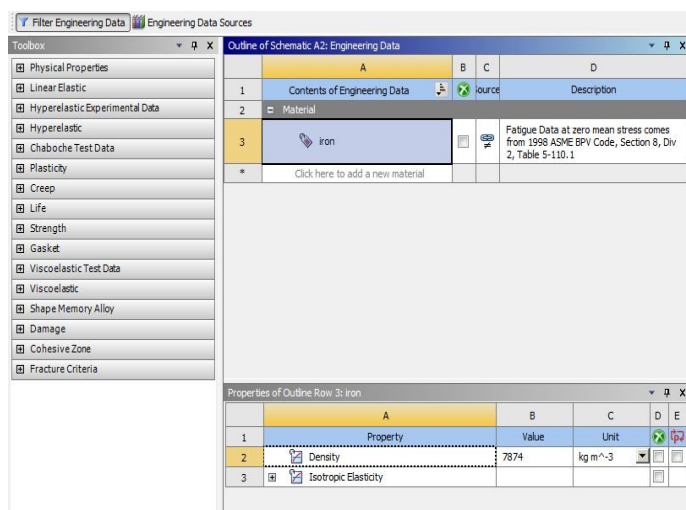 Filter Engineering Data Engineering Data Sources
Toolbox
Physical Properties
Linear Elastic
Hyperelastic Experimental Data
Hyperelastic
Chaboche Test Data
Plasticity
Creep
Life
Strength
Gasket
Viscoelastic Test Data
Viscoelastic
Shape Memory Alloy
Damage
Cohesive Zone
Fracture Criteria
Outline of Schematic A2: Engineering Data
A B C D
1 Contents of Engineering Data ource Description
2 Material
3 iron Fatigue Data at zero mean stress comes
from 1998 ASME BPV Code, Section 8, Div
2, Table 5-110.1
* Click here to add a new material
Properties of Outline Row 3: iron
A B C D E
1 Property Value Unit
2 Density 7874 kg m^-3
3 Isotropic Elasticity